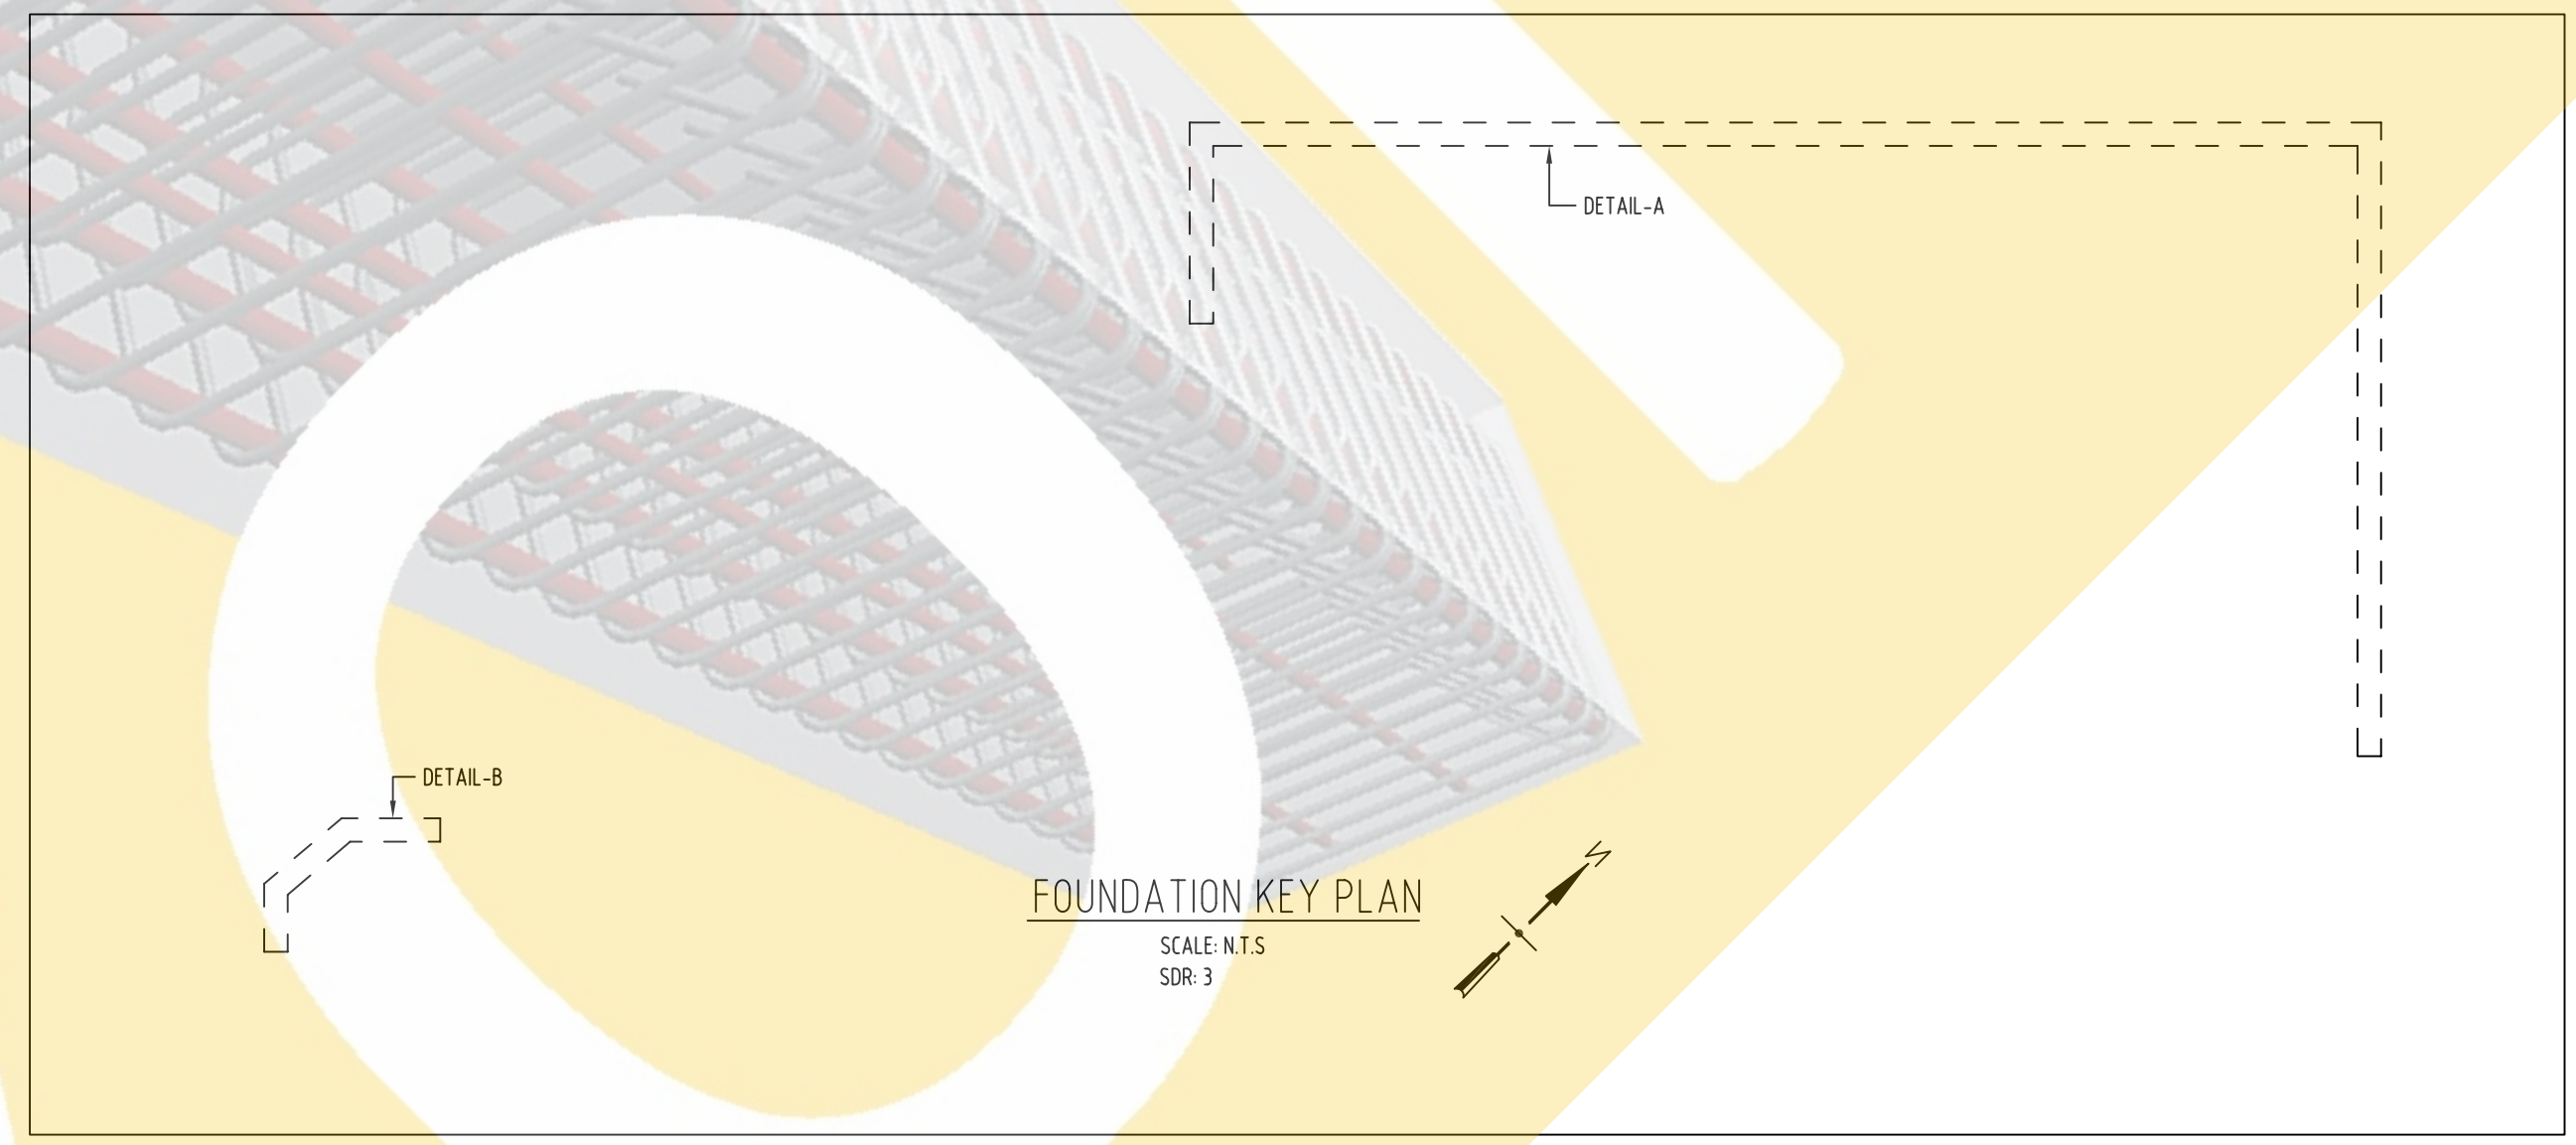 DETAIL-A
DETAIL-B
FOUNDATION KEY PLAN
SCALE: N.T.S
SDR: 3
N